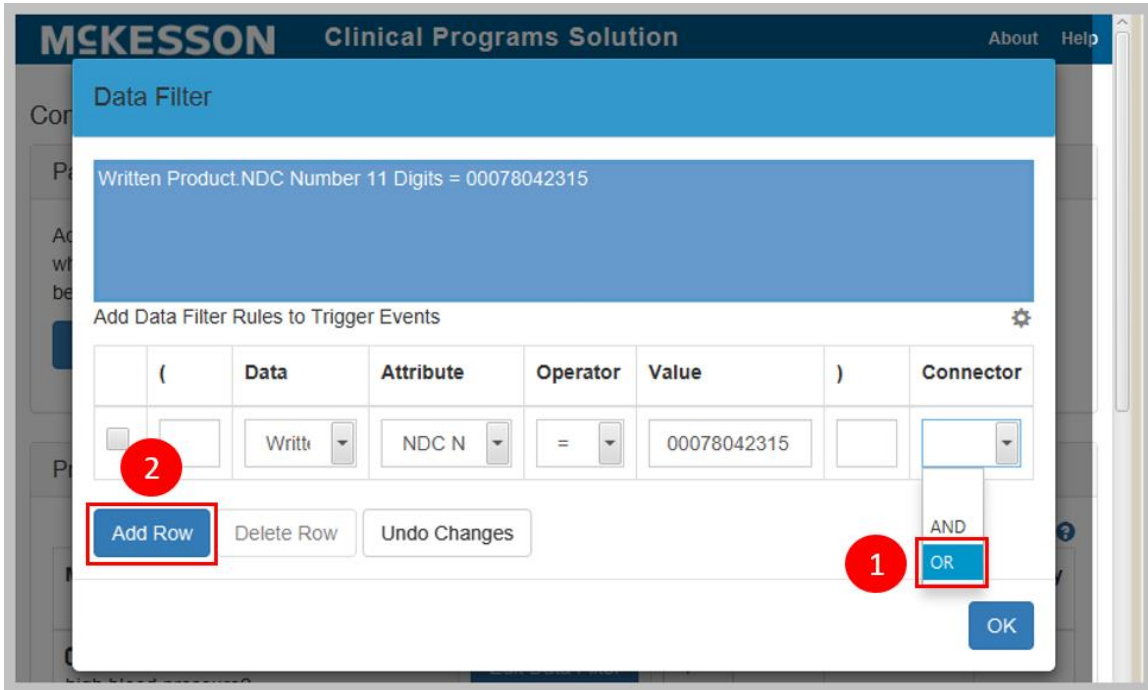 MCKESSON Clinical Programs Solution About Help
Data Filter
Written Product.NDC Number 11 Digits = 00078042315
Add Data Filter Rules to Trigger Events
( Data Attribute Operator Value ) Connector
Writt NDC N = 00078042315
2
Add Row Delete Row Undo Changes
AND
1 OR
OK